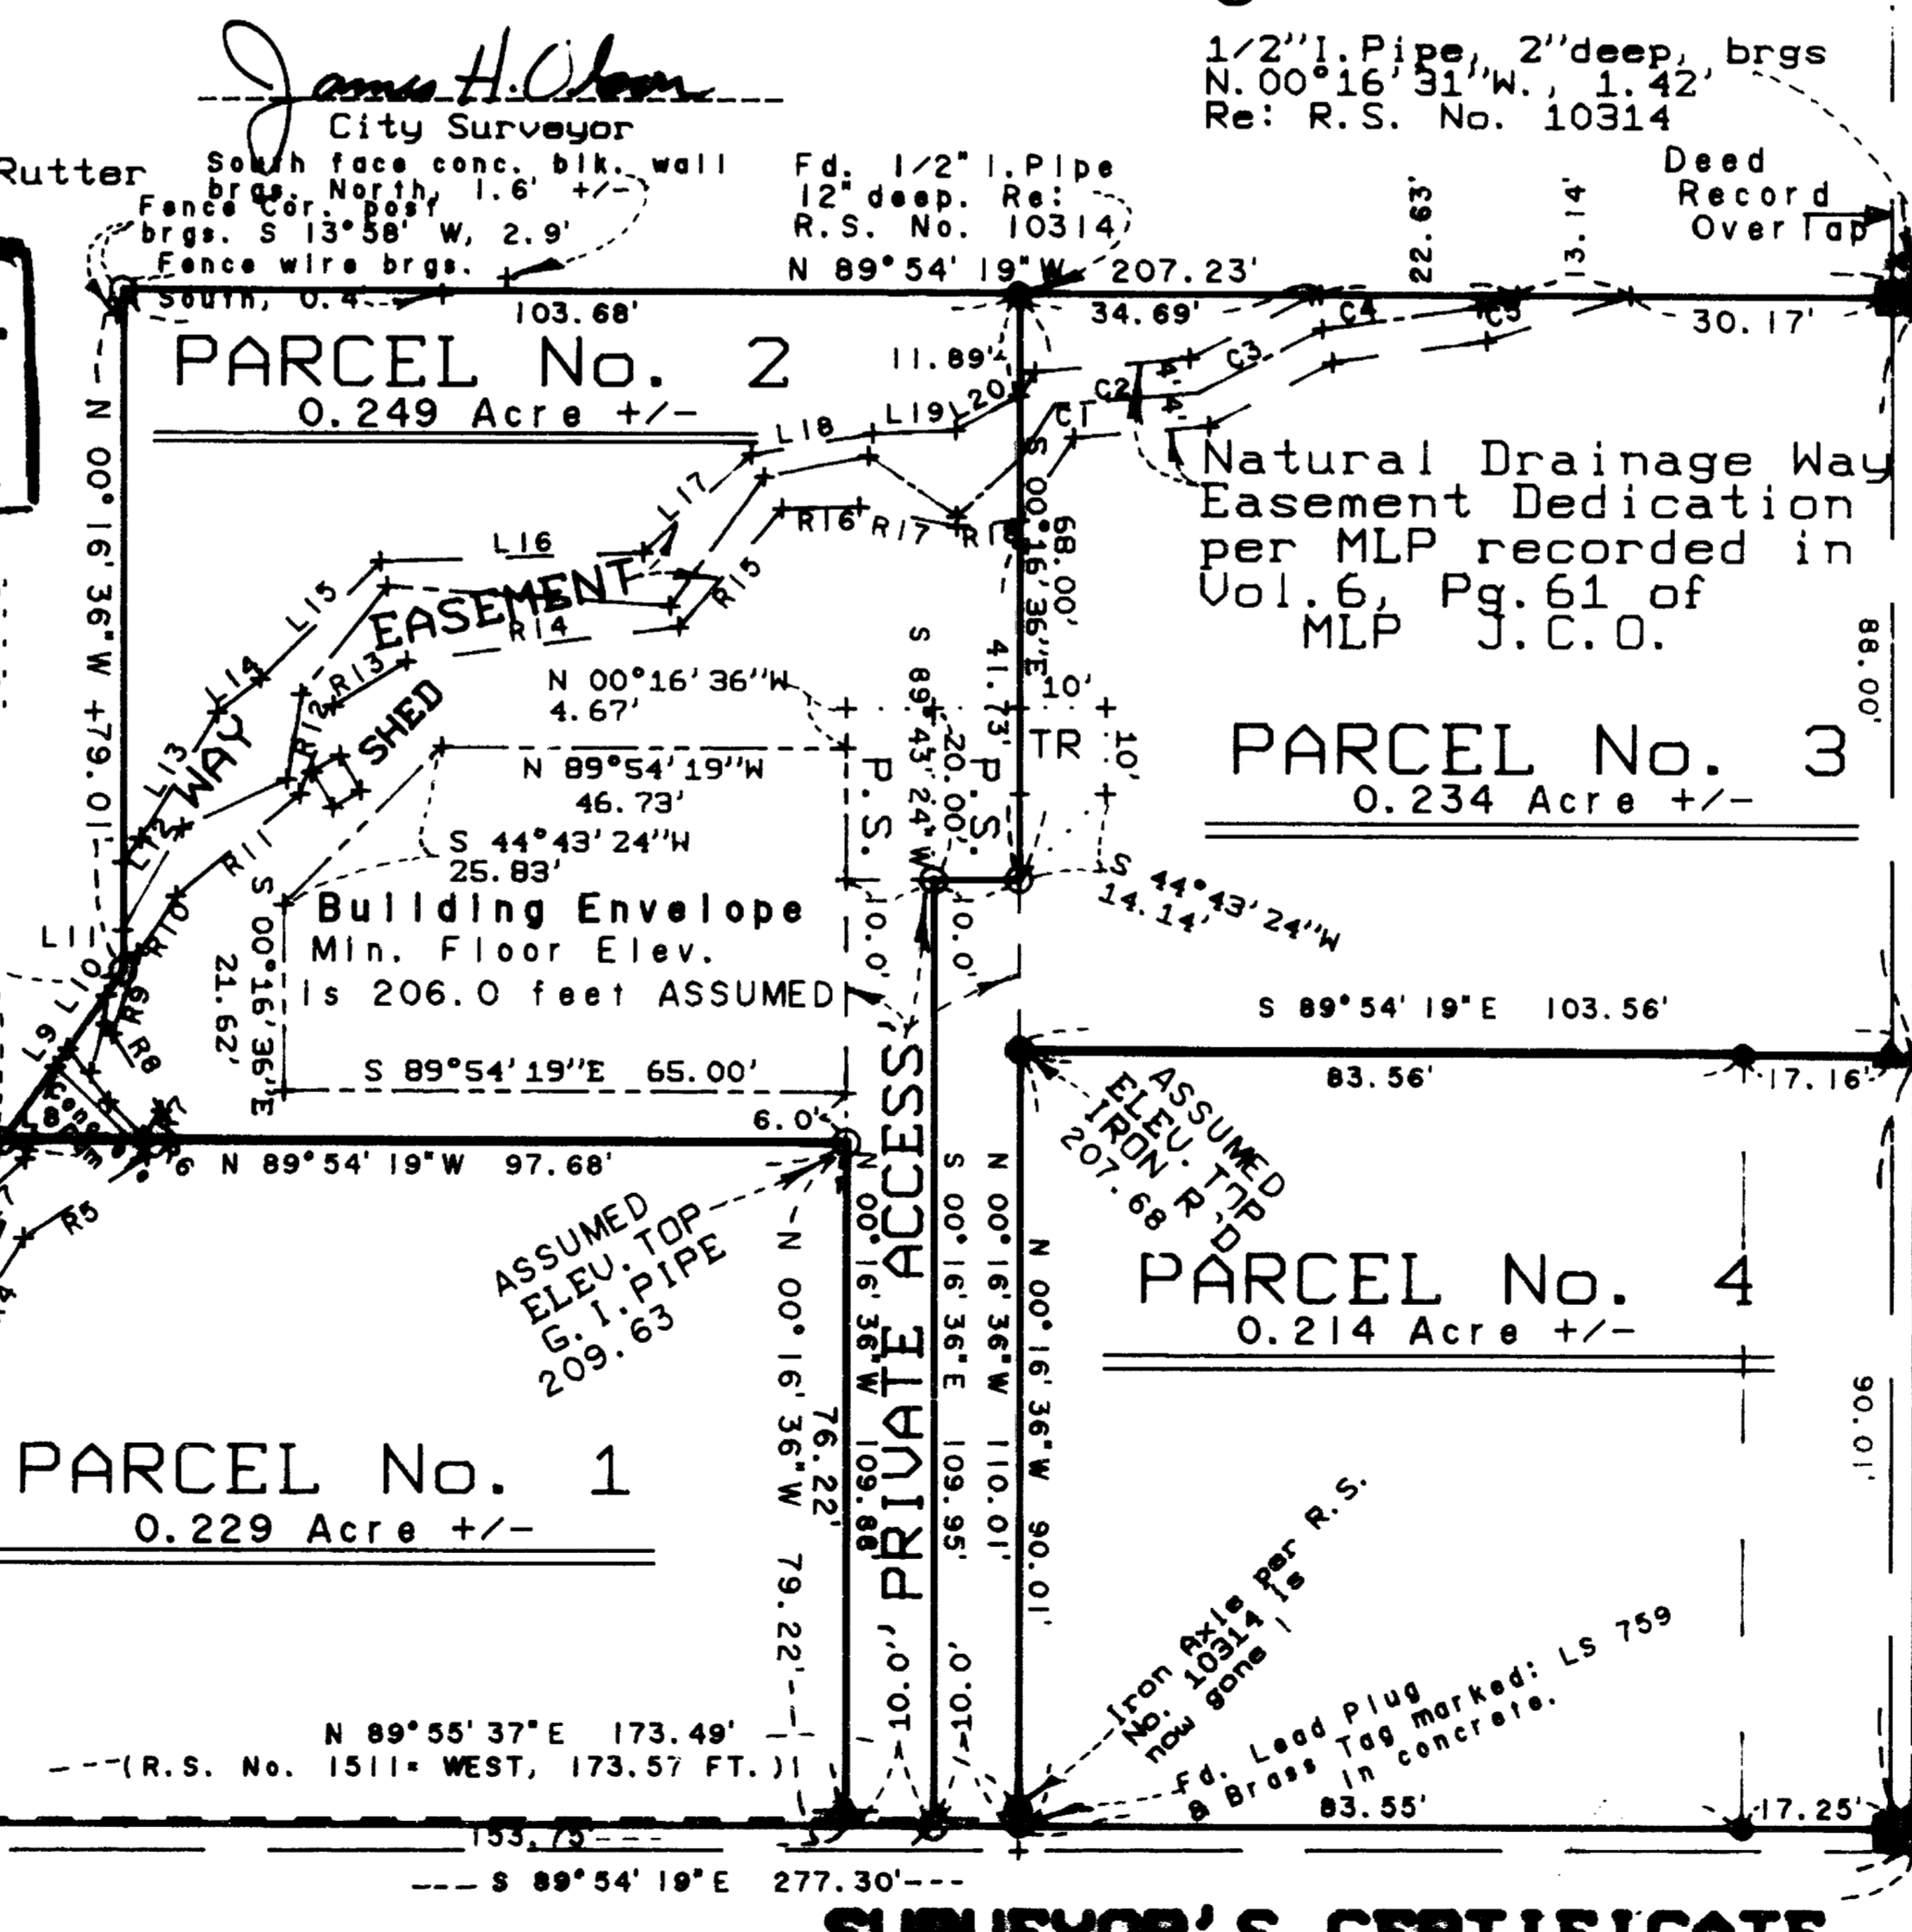 James H. Olson
City Surveyor
Rutter
South face conc. blk. wall
brgs. North, 1.6' +/-
Fence Cor. post
brgs. S 13°58' W, 2.9'
Fence wire brgs.
South, 0.4'
Fd. 1/2" I.Pipe
12" deep. Re:
R.S. No. 10314
1/2"I.Pipe, 2"deep, brgs
N.00°16'31"W., 1.42'
Re: R.S. No. 10314
Deed
Record
Overlap
22.63'
13.14'
N 89°54'19"W 207.23'
103.68'
34.69'
30.17'
C4
C5
C3
C2
C1
11.89'
PARCEL No. 2
0.249 Acre +/-
L18
L19
L20
L17
L16
L15
L14
L13
L12
L11
L10
L9
L8
R16
R17
R15
R14
R13
R12
R11
R10
R9
R8
R5
EASEMENT
WAY
SHED
N 00°16'36"W 79.01'
S 00°16'36"E
68.00'
41.73'
Natural Drainage Way
Easement Dedication
per MLP recorded in
Vol.6, Pg.61 of
MLP J.C.O.
88.00'
N 00°16'36"W
4.67'
N 89°54'19"W
46.73'
S 44°43'24"W
25.83'
P.S.
S 89°43'24"W
20.00'
P.S.
10'
TR
10'
S 44°43'24"W
14.14'
PARCEL No. 3
0.234 Acre +/-
Building Envelope
Min. Floor Elev.
is 206.0 feet ASSUMED
S 00°16'36"E
21.62'
S 89°54'19"E 65.00'
6.0'
10.0'
10.0'
S 89°54'19"E 103.56'
83.56'
17.16'
N 89°54'19"W 97.68'
ASSUMED
ELEV. TOP
G.I.PIPE
209.63
ASSUMED
ELEV. TOP
IRON R'D
207.68
"PRIVATE ACCESS"
N 00°16'36"W 79.22'
76.22'
N 00°16'36"W 109.88'
S 00°16'36"E 109.95'
N 00°16'36"W 110.01'
N 00°16'36"W 90.01'
PARCEL No. 4
0.214 Acre +/-
90.01'
PARCEL No. 1
0.229 Acre +/-
10.0'
10.0'
Iron Axle per R.S.
No. 10314 is
now gone !
Fd. Lead Plug
& Brass Tag marked: LS 759
in concrete.
N 89°55'37"E 173.49'
(R.S. No. 1511= WEST, 173.57 FT.)
83.55'
17.25'
153.75'
S 89°54'19"E 277.30'
SURVEYOR'S CERTIFICATE